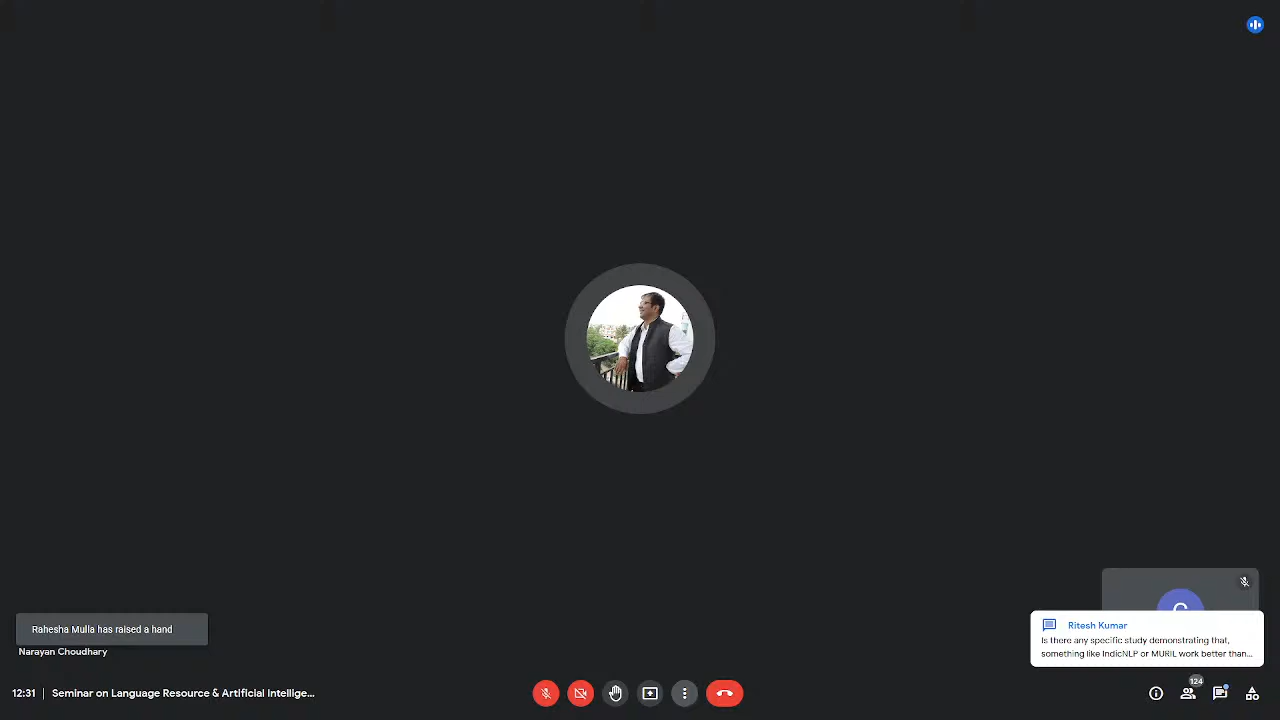 Rahesha Mulla has raised a hand
Narayan Choudhary
Ritesh Kumar
Is there any specific study demonstrating that,
something like IndicNLP or MURIL work better than...
12:31 | Seminar on Language Resource & Artificial Intellige...
124